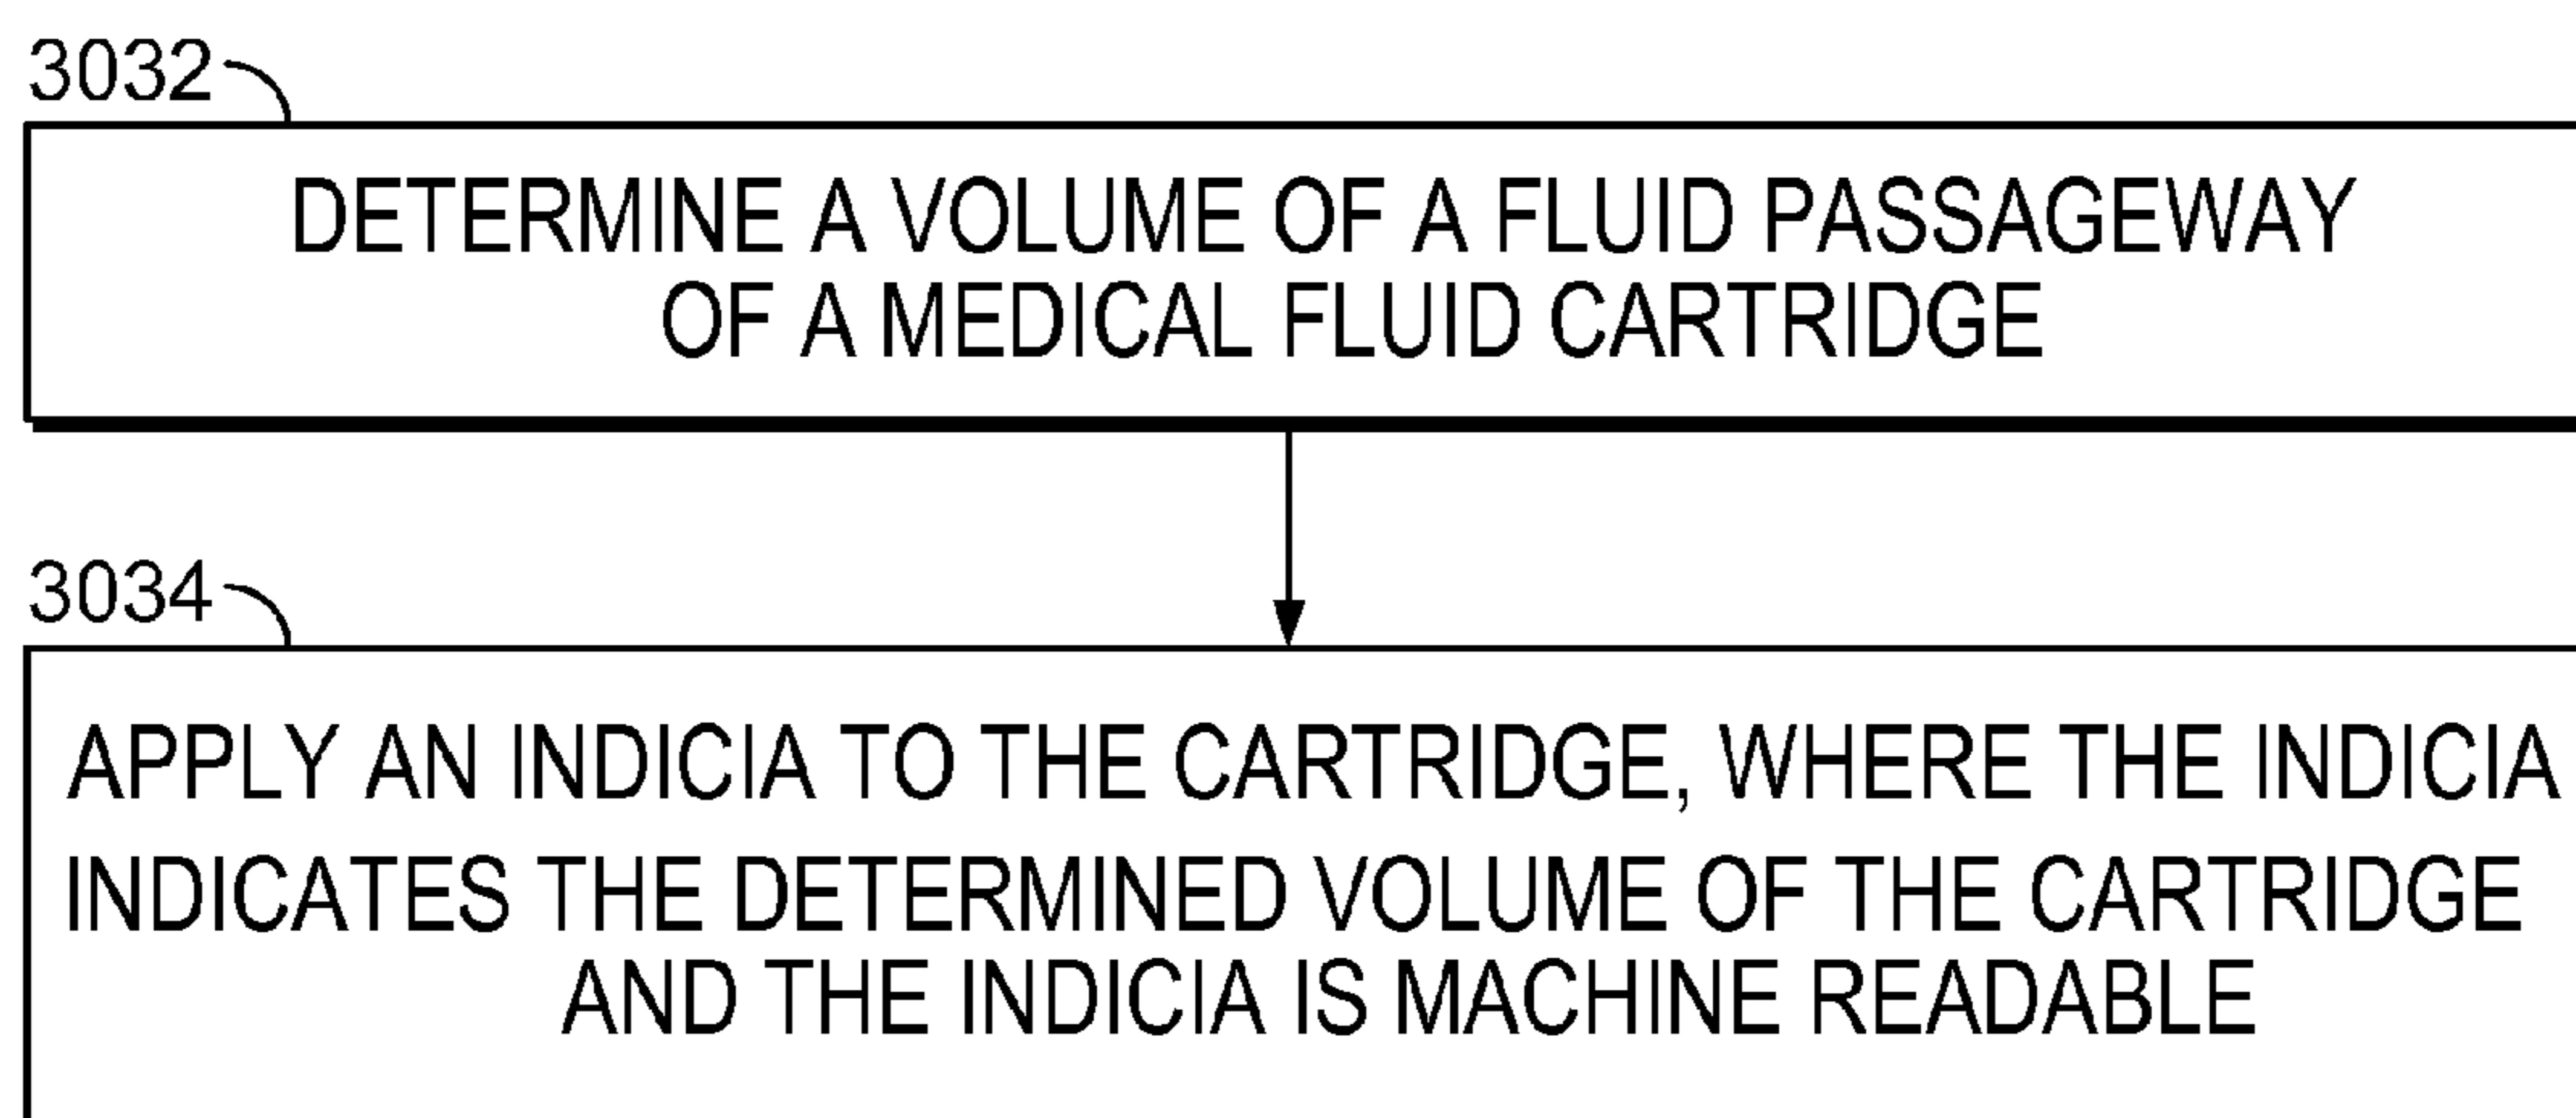 3032
DETERMINE A VOLUME OF A FLUID PASSAGEWAY
OF A MEDICAL FLUID CARTRIDGE
3034
APPLY AN INDICIA TO THE CARTRIDGE, WHERE THE INDICIA
INDICATES THE DETERMINED VOLUME OF THE CARTRIDGE
AND THE INDICIA IS MACHINE READABLE